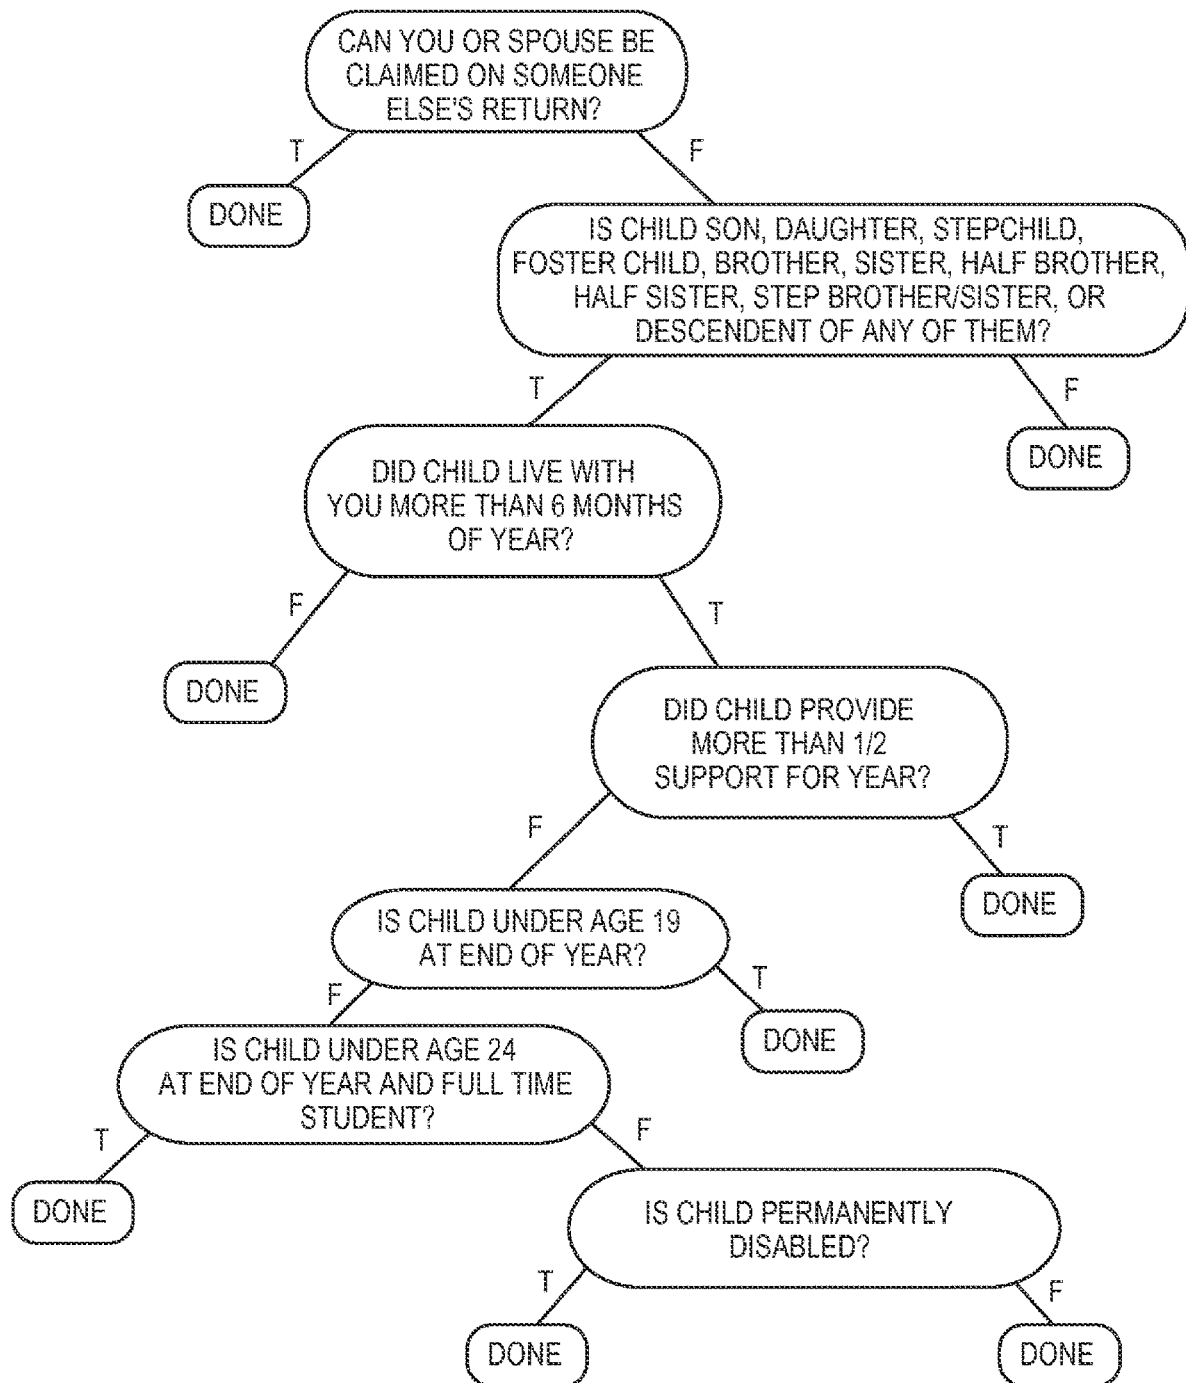 CAN YOU OR SPOUSE BE
CLAIMED ON SOMEONE
ELSE'S RETURN?
T
F
DONE
IS CHILD SON, DAUGHTER, STEPCHILD,
FOSTER CHILD, BROTHER, SISTER, HALF BROTHER,
HALF SISTER, STEP BROTHER/SISTER, OR
DESCENDENT OF ANY OF THEM?
T
F
DONE
DID CHILD LIVE WITH
YOU MORE THAN 6 MONTHS
OF YEAR?
F
T
DONE
DID CHILD PROVIDE
MORE THAN 1/2
SUPPORT FOR YEAR?
F
T
DONE
IS CHILD UNDER AGE 19
AT END OF YEAR?
F
T
DONE
IS CHILD UNDER AGE 24
AT END OF YEAR AND FULL TIME
STUDENT?
T
F
DONE
IS CHILD PERMANENTLY
DISABLED?
T
F
DONE
DONE